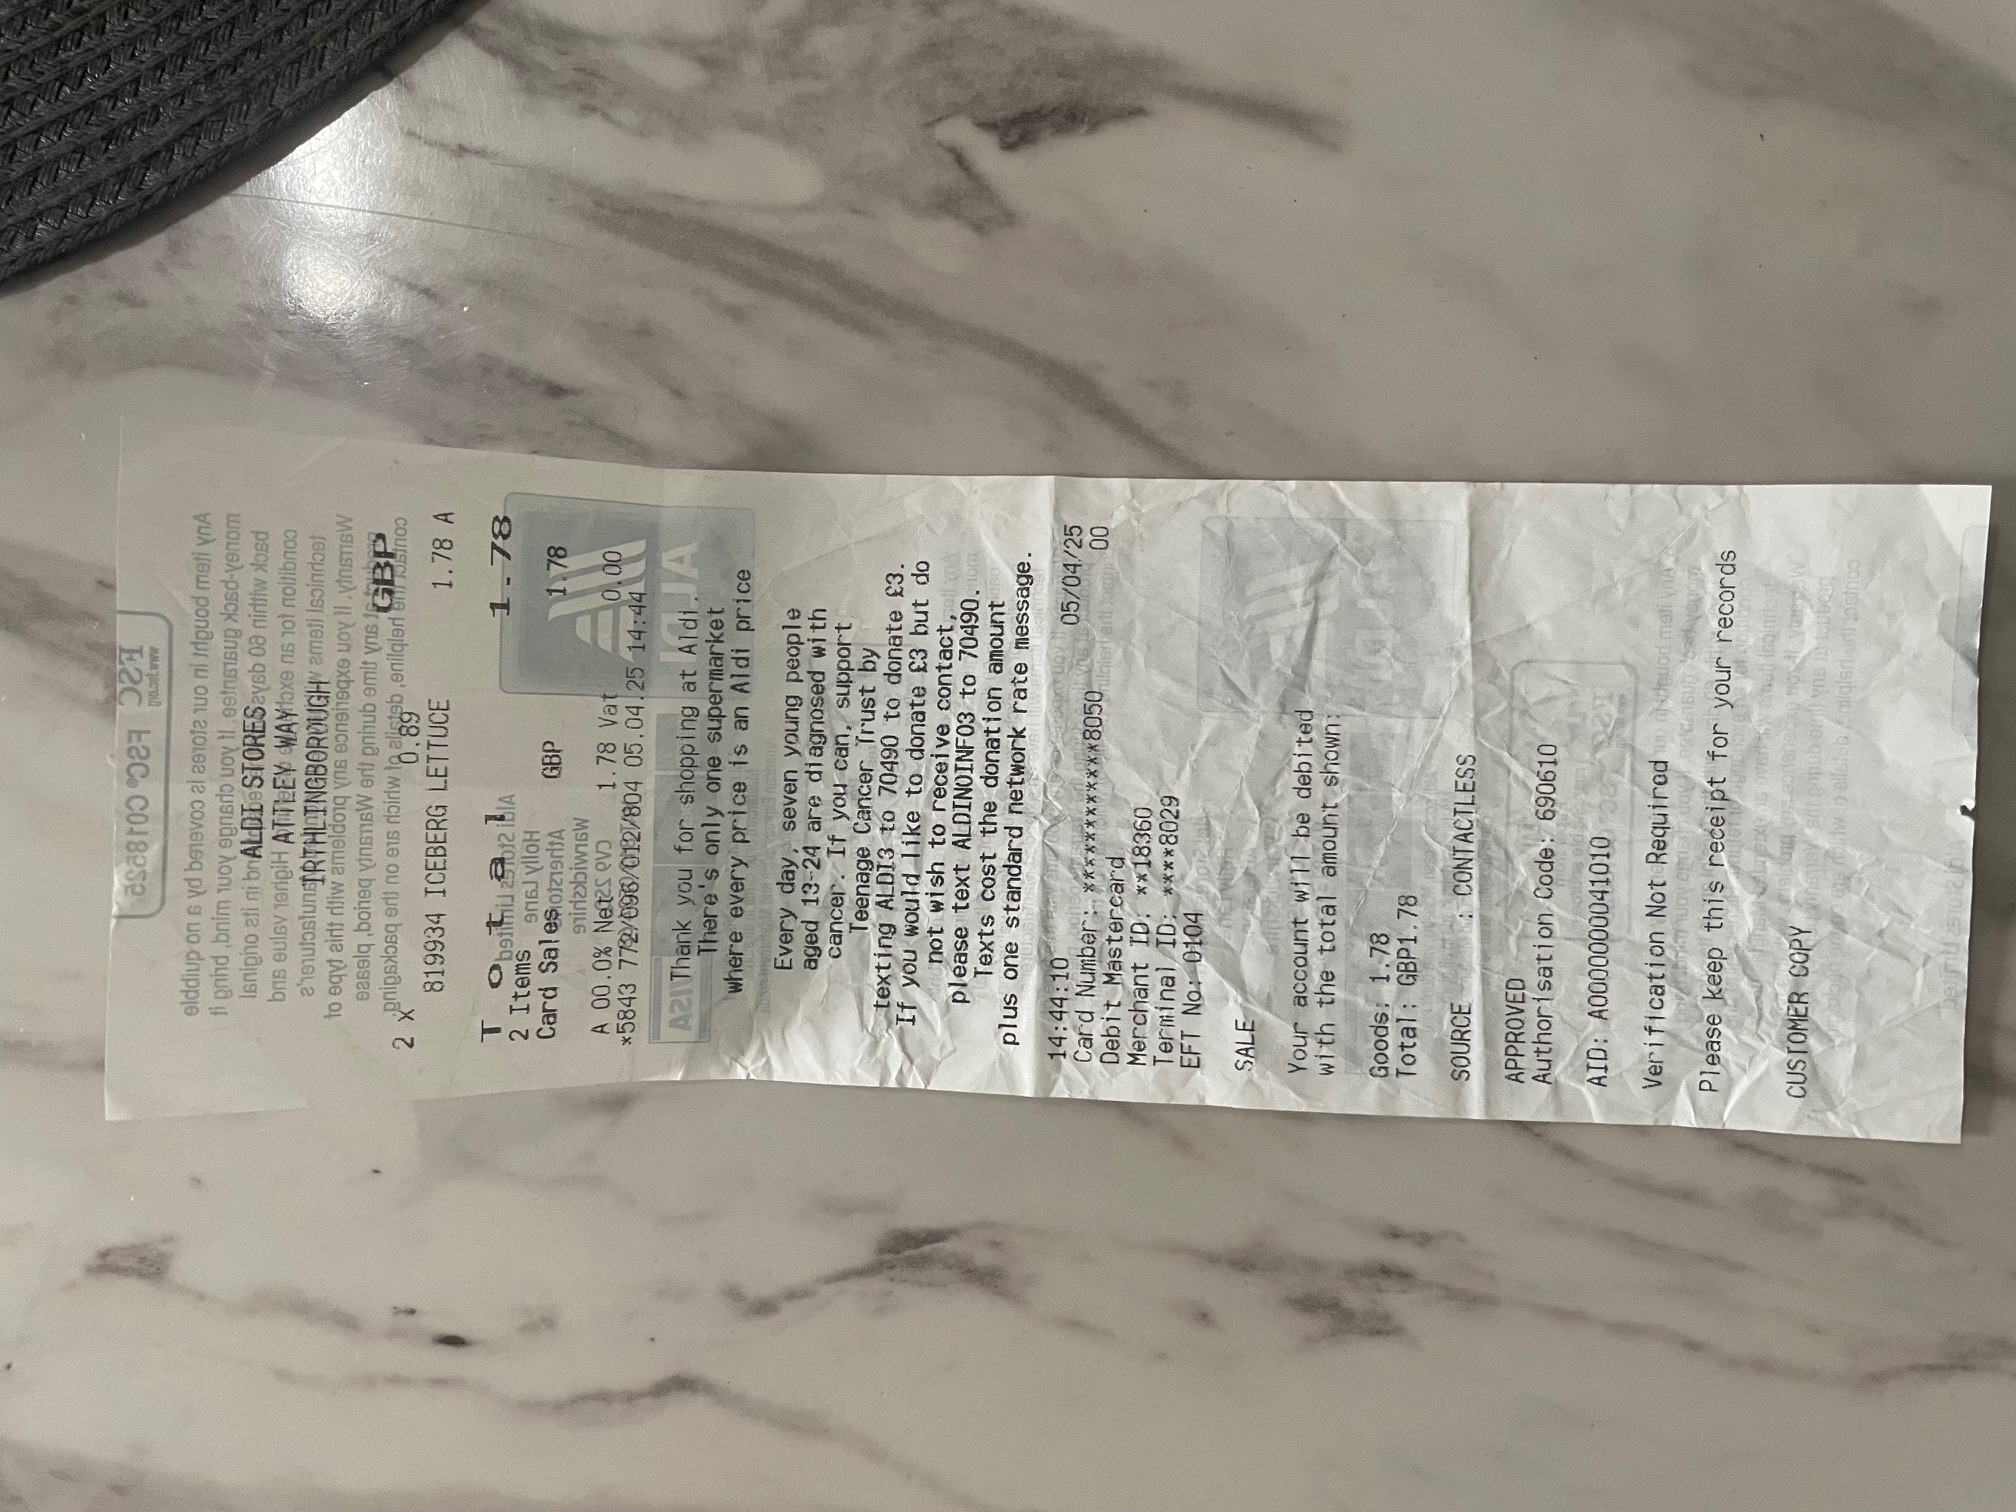 ALDI STORES
ATTLEY WAY
IRTHLINGBOROUGH
GBP
2 x 0.89
819934 ICEBERG LETTUCE 1.78 A
Total 1.78
2 Items
Card Sales GBP 1.78
A 00.0% Net 1.78 Vat 0.00
*5843 772/096/012/804 05.04.25 14:44
Thank you for shopping at Aldi.
There's only one supermarket
where every price is an Aldi price
Every day, seven young people
aged 13-24 are diagnosed with
cancer. If you can, support
Teenage Cancer Trust by
texting ALDI3 to 70490 to donate £3.
If you would like to donate £3 but do
not wish to receive contact,
please text ALDINOINFO3 to 70490.
Texts cost the donation amount
plus one standard network rate message.
14:44:10 05/04/25
Card Number: ************8050 00
Debit Mastercard
Merchant ID: **18360
Terminal ID: ****8029
EFT No: 0104
SALE
Your account will be debited
with the total amount shown:
Goods: 1.78
Total: GBP1.78
SOURCE : CONTACTLESS
APPROVED
Authorisation Code: 690610
AID: A0000000041010
Verification Not Required
Please keep this receipt for your records
CUSTOMER COPY